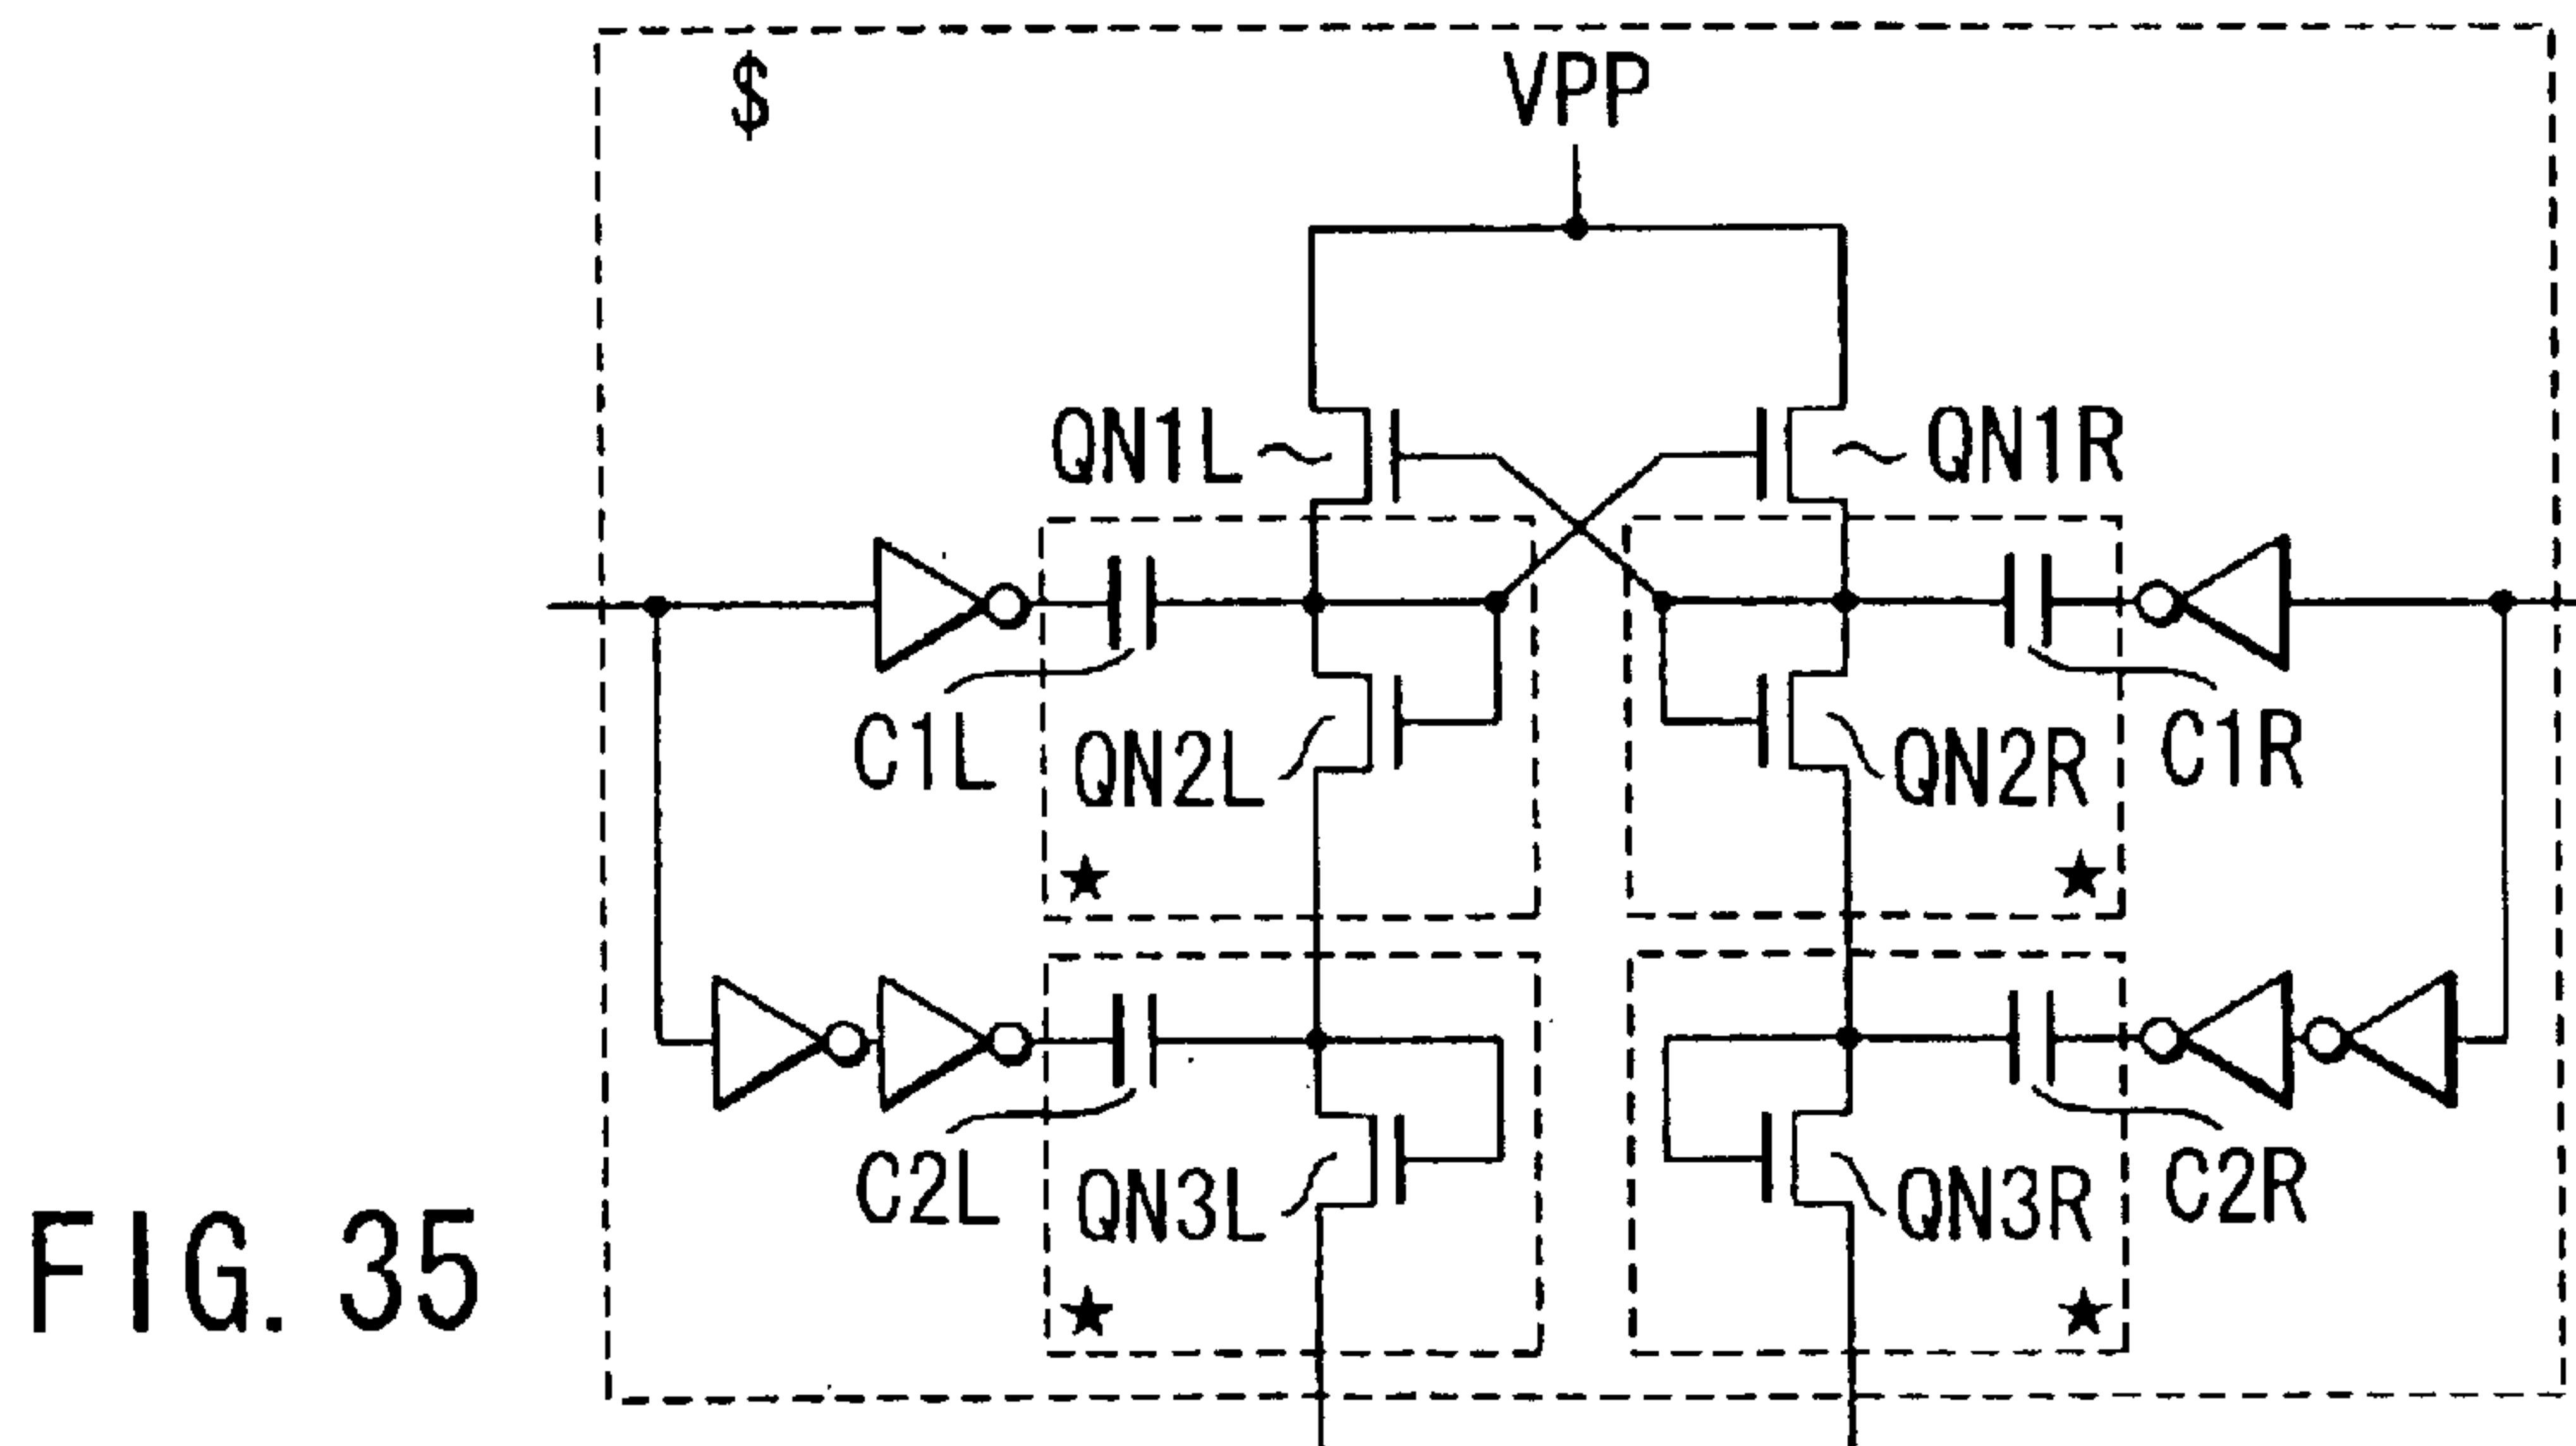 $
VPP
QN1L
QN1R
C1L
QN2L
QN2R
C1R
★
★
C2L
QN3L
QN3R
C2R
★
★
FIG. 35